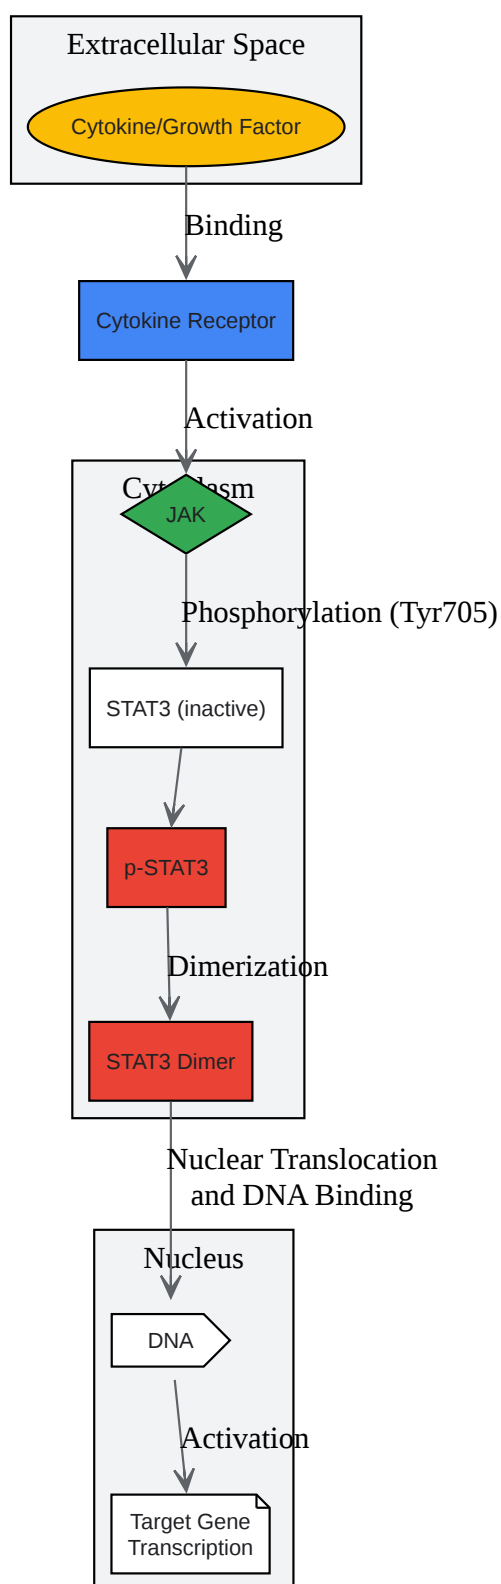 Extracellular Space
Cytokine/Growth Factor
Binding
Cytokine Receptor
Activation
Cytoplasm
JAK
Phosphorylation (Tyr705)
STAT3 (inactive)
p-STAT3
Dimerization
STAT3 Dimer
Nuclear Translocation
and DNA Binding
Nucleus
DNA
Activation
Target Gene
Transcription